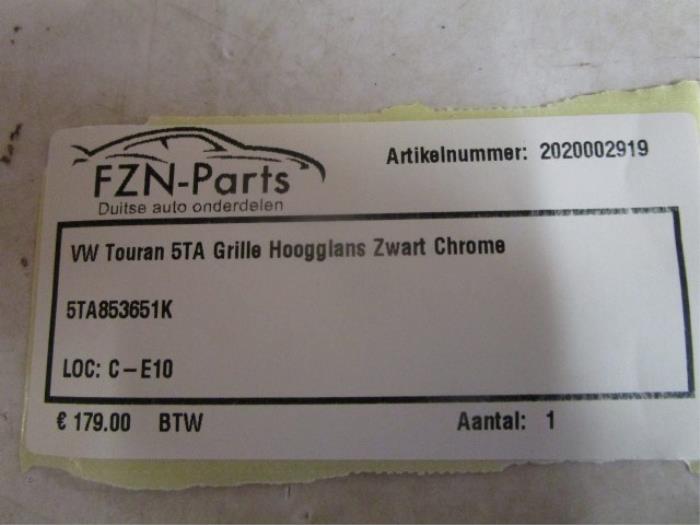 FZN-Parts
Duitse auto onderdelen
Artikelnummer: 2020002919
VW Touran 5TA Grille Hoogglans Zwart Chrome
5TA853651K
LOC: C-E10
€ 179.00 BTW Aantal: 1